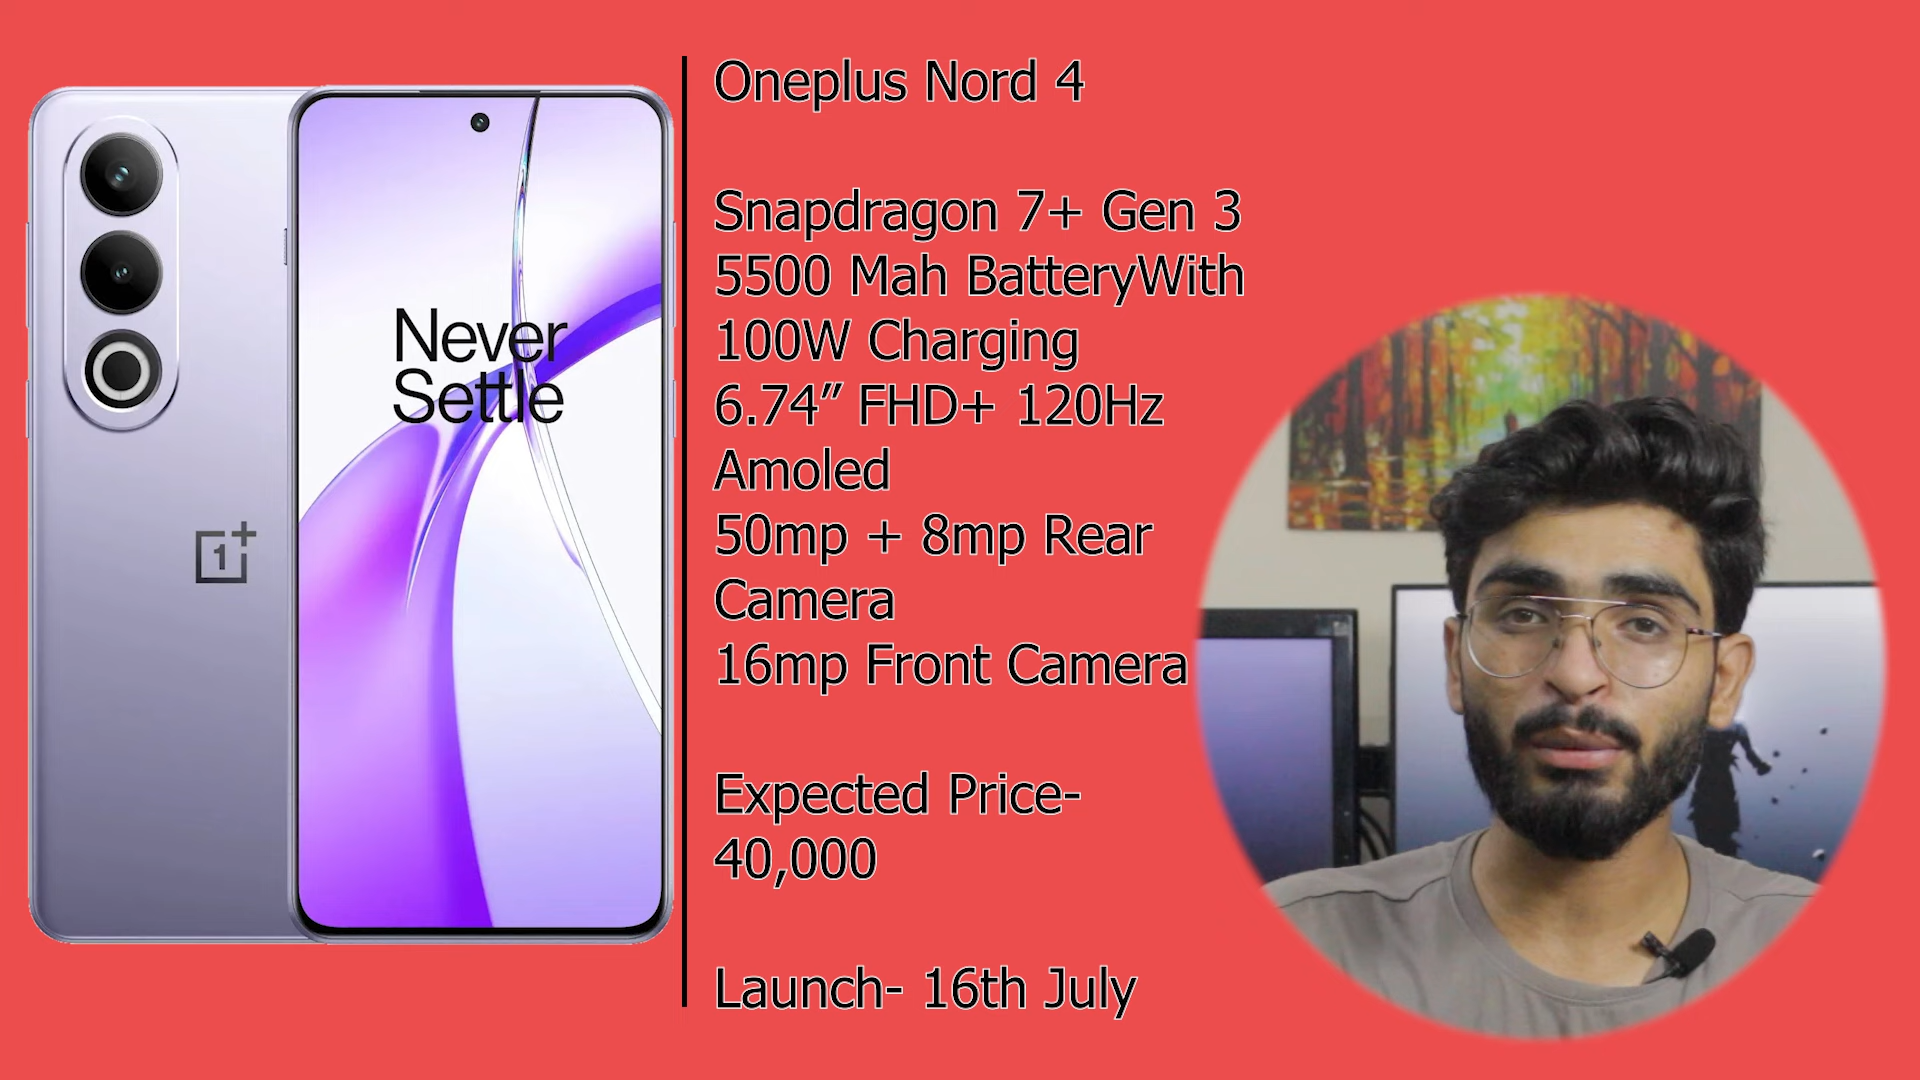 Oneplus Nord 4
Snapdragon 7+ Gen 3
5500 Mah BatteryWith
100W Charging
6.74” FHD+ 120Hz
Amoled
50mp + 8mp Rear
Camera
16mp Front Camera
Expected Price-
40,000
Launch- 16th July
Never
Settle
1+